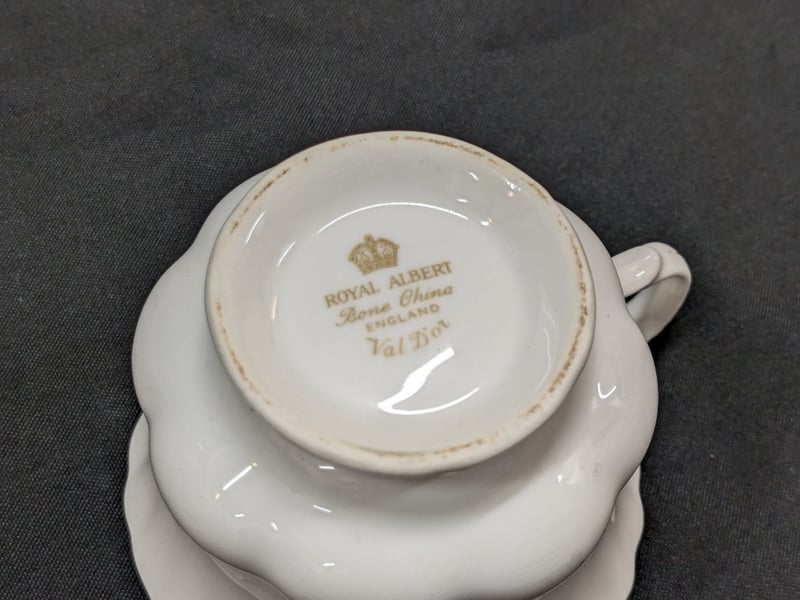 ROYAL ALBERT
Bone China
ENGLAND
Val D'or